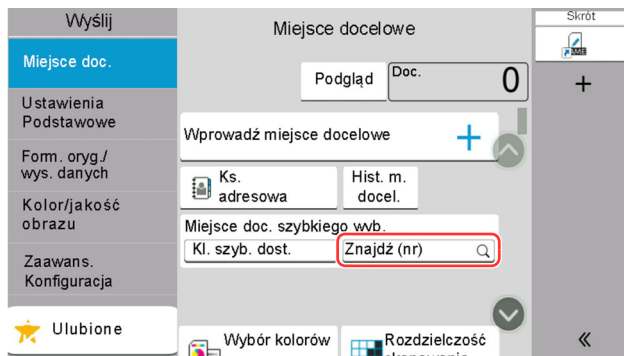 Wyślij
Miejsce doc.
Ustawienia
Podstawowe
Form. oryg./
wys. danych
Kolor/jakość
obrazu
Zaawans.
Konfiguracja
Ulubione
Miejsce docelowe
Podgląd
Doc.
0
Wprowadź miejsce docelowe
+
Ks.
adresowa
Hist. m.
docel.
Miejsce doc. szybkiego wyb.
Kl. szyb. dost.
Znajdź (nr)
Wybór kolorów
Rozdzielczość
skanowania
Skrót
+
«